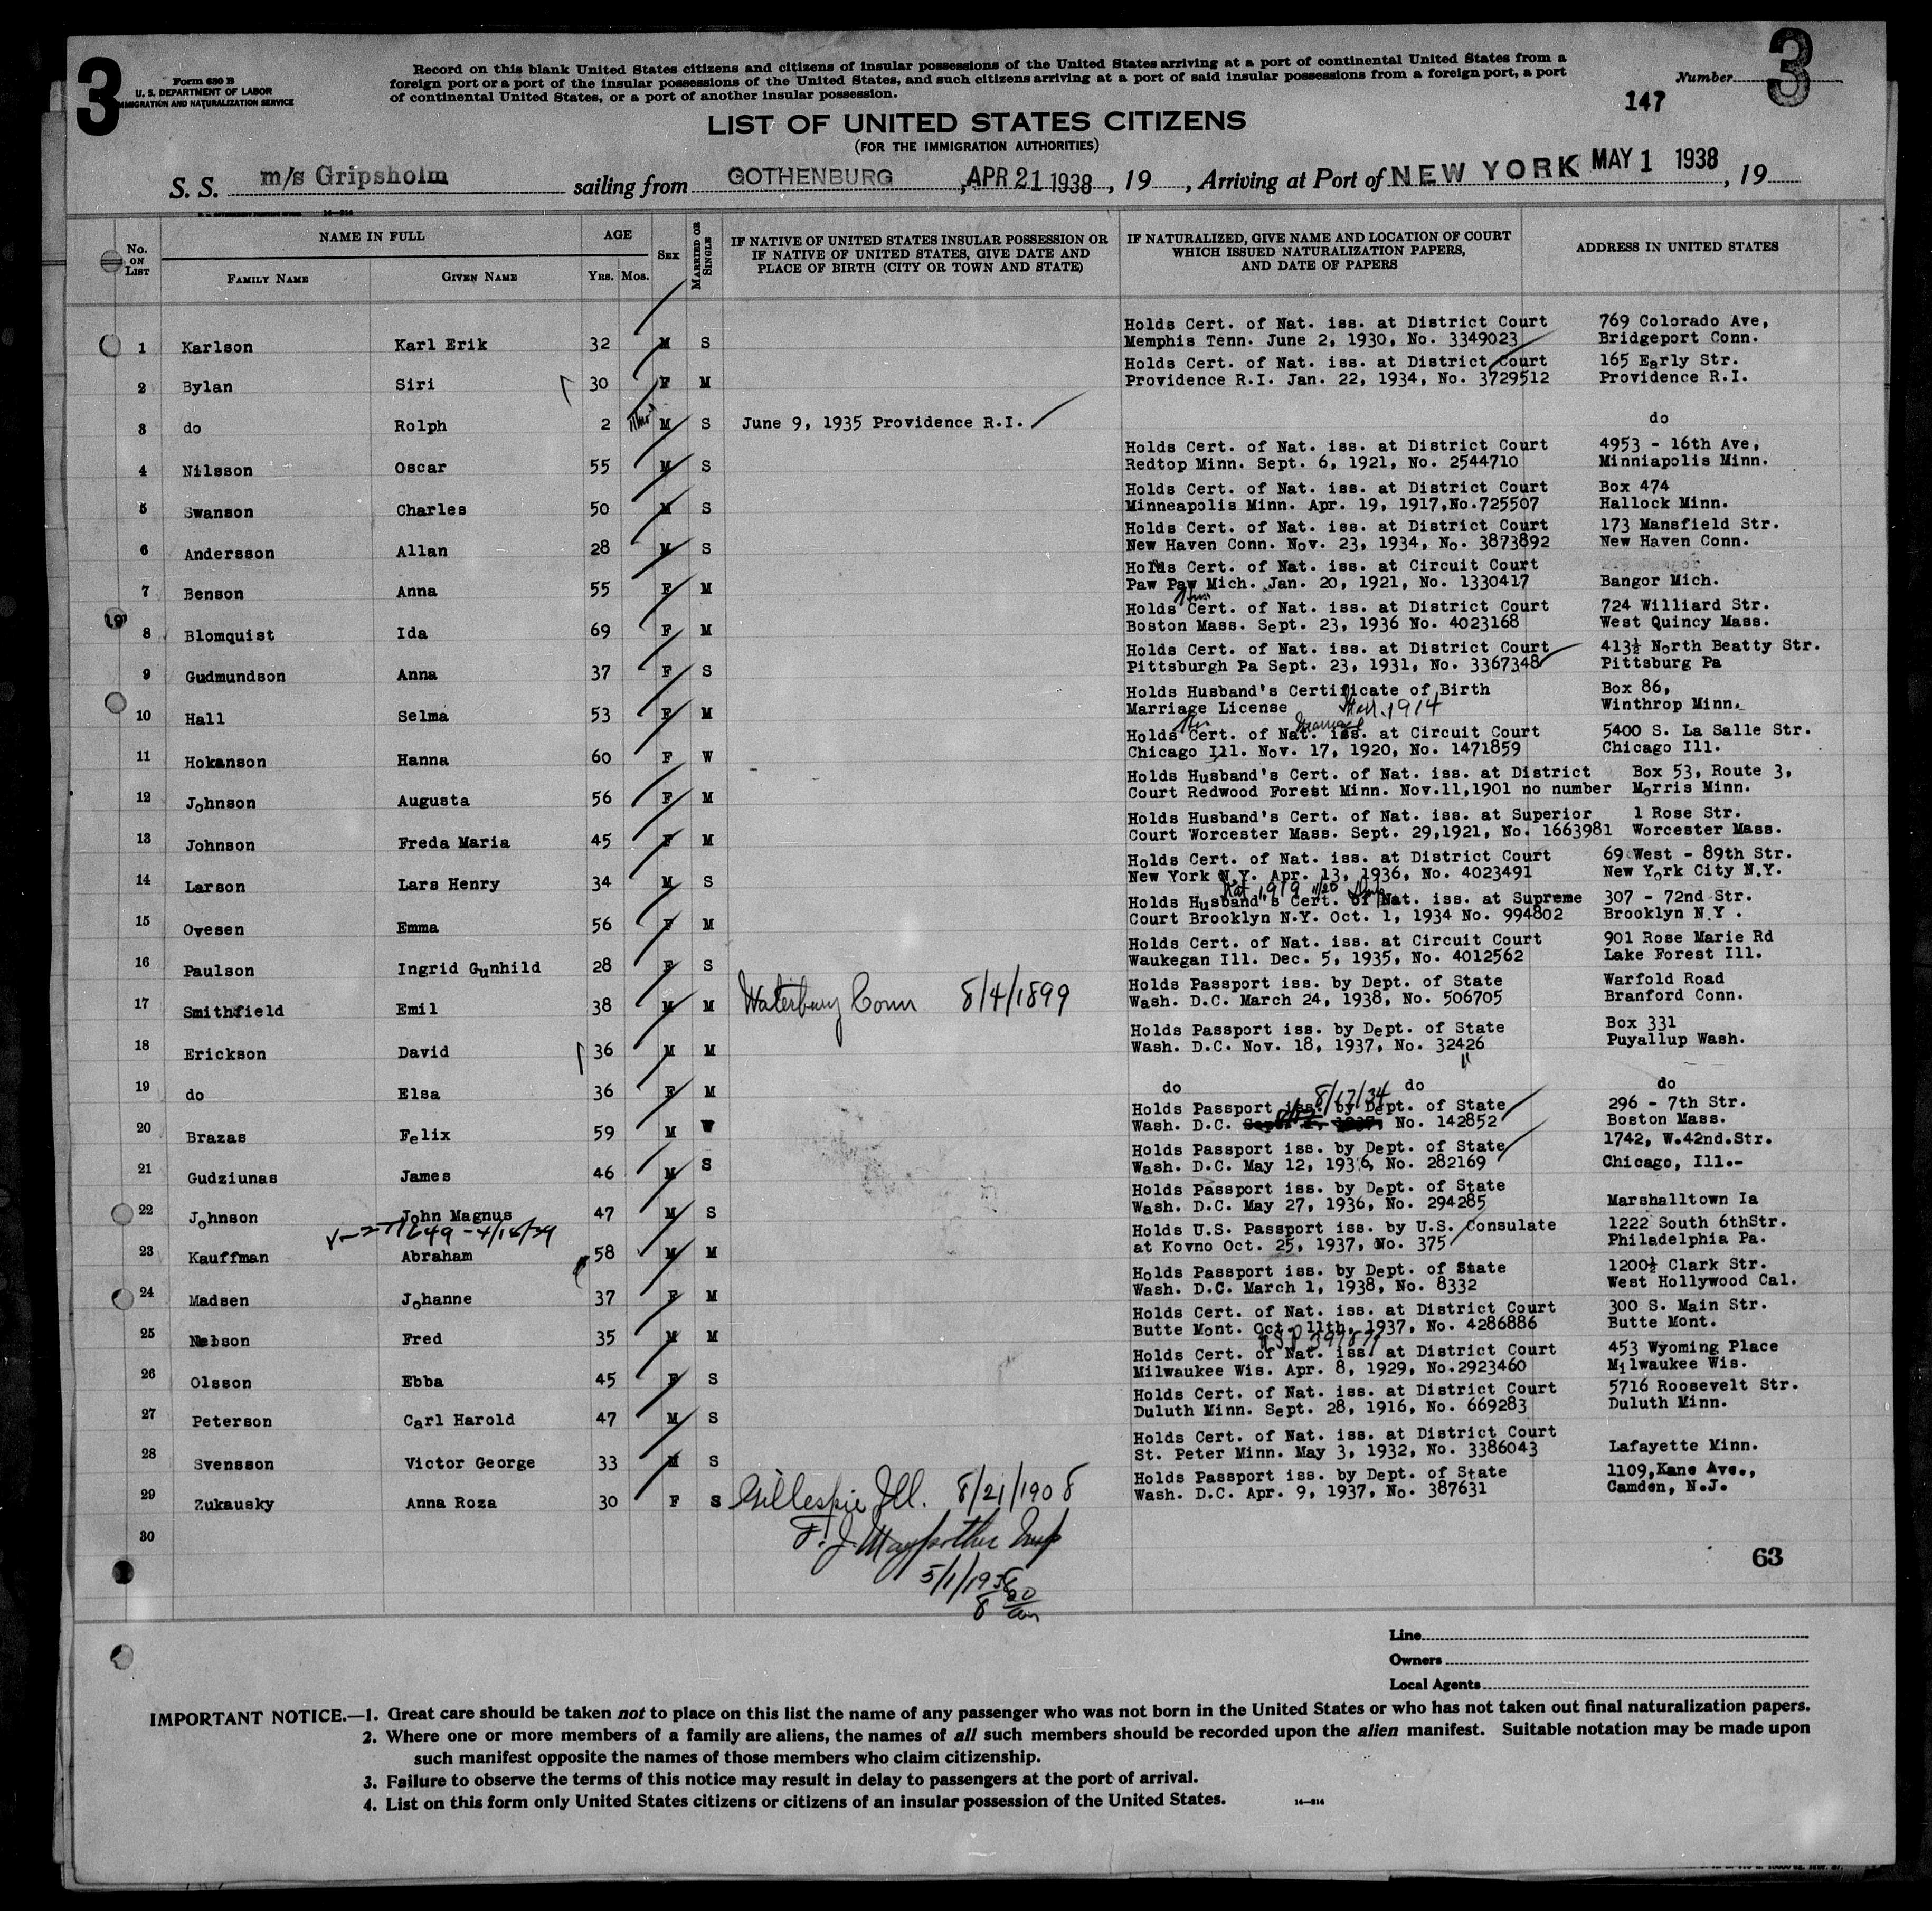 3
Form 630 B
U. S. DEPARTMENT OF LABOR
IMMIGRATION AND NATURALIZATION SERVICE
Record on this blank United States citizens and citizens of insular possessions of the United States arriving at a port of continental United States from a
foreign port or a port of the insular possessions of the United States, and such citizens arriving at a port of said insular possessions from a foreign port, a port
of continental United States, or a port of another insular possession.
Number 3
147
LIST OF UNITED STATES CITIZENS
(FOR THE IMMIGRATION AUTHORITIES)
S. S. m/s Gripsholm sailing from GOTHENBURG, APR 21 1938, 19, Arriving at Port of NEW YORK MAY 1 1938, 19
14—814
No. ON LIST
NAME IN FULL
FAMILY NAME
GIVEN NAME
AGE
YRS. MOS.
SEX
MARRIED OR SINGLE
IF NATIVE OF UNITED STATES INSULAR POSSESSION OR
IF NATIVE OF UNITED STATES, GIVE DATE AND
PLACE OF BIRTH (CITY OR TOWN AND STATE)
IF NATURALIZED, GIVE NAME AND LOCATION OF COURT
WHICH ISSUED NATURALIZATION PAPERS,
AND DATE OF PAPERS
ADDRESS IN UNITED STATES
Holds Cert. of Nat. iss. at District Court 769 Colorado Ave,
1 Karlson Karl Erik 32 M S Memphis Tenn. June 2, 1930, No. 3349023 Bridgeport Conn.
Holds Cert. of Nat. iss. at District Court 165 Early Str.
2 Bylan Siri 30 F M Providence R.I. Jan. 22, 1934, No. 3729512 Providence R.I.
3 do Rolph 2 M S June 9, 1935 Providence R.I. do
Holds Cert. of Nat. iss. at District Court 4953 - 16th Ave,
4 Nilsson Oscar 55 M S Redtop Minn. Sept. 6, 1921, No. 2544710 Minniapolis Minn.
Holds Cert. of Nat. iss. at District Court Box 474
5 Swanson Charles 50 M S Minneapolis Minn. Apr. 19, 1917,No.725507 Hallock Minn.
Holds Cert. of Nat. iss. at District Court 173 Mansfield Str.
6 Andersson Allan 28 M S New Haven Conn. Nov. 23, 1934, No. 3873892 New Haven Conn.
Holds Cert. of Nat. iss. at Circuit Court
7 Benson Anna 55 F M Paw Paw Mich. Jan. 20, 1921, No. 1330417 Bangor Mich.
Holds Cert. of Nat. iss. at District Court 724 Williard Str.
8 Blomquist Ida 69 F M Boston Mass. Sept. 23, 1936 No. 4023168 West Quincy Mass.
Holds Cert. of Nat. iss. at District Court 413½ North Beatty Str.
9 Gudmundson Anna 37 F S Pittsburgh Pa Sept. 23, 1931, No. 3367348 Pittsburg Pa
Holds Husband's Certificate of Birth Box 86,
10 Hall Selma 53 F M Marriage License 1914 Winthrop Minn.
Holds Cert. of Nat. iss. at Circuit Court 5400 S. La Salle Str.
11 Hokanson Hanna 60 F W Chicago Ill. Nov. 17, 1920, No. 1471859 Chicago Ill.
Holds Husband's Cert. of Nat. iss. at District Box 53, Route 3,
12 Johnson Augusta 56 F M Court Redwood Forest Minn. Nov.11,1901 no number Morris Minn.
Holds Husband's Cert. of Nat. iss. at Superior 1 Rose Str.
13 Johnson Freda Maria 45 F M Court Worcester Mass. Sept. 29,1921, No. 1663981 Worcester Mass.
Holds Cert. of Nat. iss. at District Court 69 West - 89th Str.
14 Larson Lars Henry 34 M S New York N.Y. Apr. 13, 1936, No. 4023491 New York City N.Y.
Holds Husband's Cert. of Nat. iss. at Supreme 307 - 72nd Str.
15 Ovesen Emma 56 F M Court Brooklyn N.Y. Oct. 1, 1934 No. 994802 Brooklyn N.Y.
Holds Cert. of Nat. iss. at Circuit Court 901 Rose Marie Rd
16 Paulson Ingrid Gunhild 28 F S Waukegan Ill. Dec. 5, 1935, No. 4012562 Lake Forest Ill.
Holds Passport iss. by Dept. of State Warfold Road
17 Smithfield Emil 38 M M Waterbury Conn 8/4/1899 Wash. D.C. March 24, 1938, No. 506705 Branford Conn.
Holds Passport iss. by Dept. of State Box 331
18 Erickson David 36 M M Wash. D.C. Nov. 18, 1937, No. 32426 Puyallup Wash.
19 do Elsa 36 F M do do do
8/17/34
Holds Passport iss. by Dept. of State 296 - 7th Str.
20 Brazas Felix 59 M W Wash. D.C. No. 142852 Boston Mass.
Holds Passport iss. by Dept. of State 1742, W.42nd.Str.
21 Gudziunas James 46 M S Wash. D.C. May 12, 1936, No. 282169 Chicago, Ill.-
Holds Passport iss. by Dept. of State
22 Johnson John Magnus 47 M S Wash. D.C. May 27, 1936, No. 294285 Marshalltown Ia
Holds U.S. Passport iss. by U.S. Consulate 1222 South 6thStr.
23 Kauffman Abraham 58 M M at Kovno Oct. 25, 1937, No. 375 Philadelphia Pa.
Holds Passport iss. by Dept. of State 1200½ Clark Str.
24 Madsen Johanne 37 F M Wash. D.C. March 1, 1938, No. 8332 West Hollywood Cal.
Holds Cert. of Nat. iss. at District Court 300 S. Main Str.
25 Nelson Fred 35 M M Butte Mont. Oct. 11th, 1937, No. 4286886 Butte Mont.
Holds Cert. of Nat. iss. at District Court 453 Wyoming Place
26 Olsson Ebba 45 F S Milwaukee Wis. Apr. 8, 1929, No.2923460 Milwaukee Wis.
Holds Cert. of Nat. iss. at District Court 5716 Roosevelt Str.
27 Peterson Carl Harold 47 M S Duluth Minn. Sept. 28, 1916, No. 669283 Duluth Minn.
Holds Cert. of Nat. iss. at District Court
28 Svensson Victor George 33 M S St. Peter Minn. May 3, 1932, No. 3386043 Lafayette Minn.
Holds Passport iss. by Dept. of State 1109,Kane Ave.,
29 Zukausky Anna Roza 30 F S Gillespie Ill. 8/21/1908 Wash. D.C. Apr. 9, 1937, No. 387631 Camden, N.J.
30
5/1/1938
63
Line
Owners
Local Agents
IMPORTANT NOTICE.—1. Great care should be taken not to place on this list the name of any passenger who was not born in the United States or who has not taken out final naturalization papers.
2. Where one or more members of a family are aliens, the names of all such members should be recorded upon the alien manifest. Suitable notation may be made upon
such manifest opposite the names of those members who claim citizenship.
3. Failure to observe the terms of this notice may result in delay to passengers at the port of arrival.
4. List on this form only United States citizens or citizens of an insular possession of the United States. 14—814